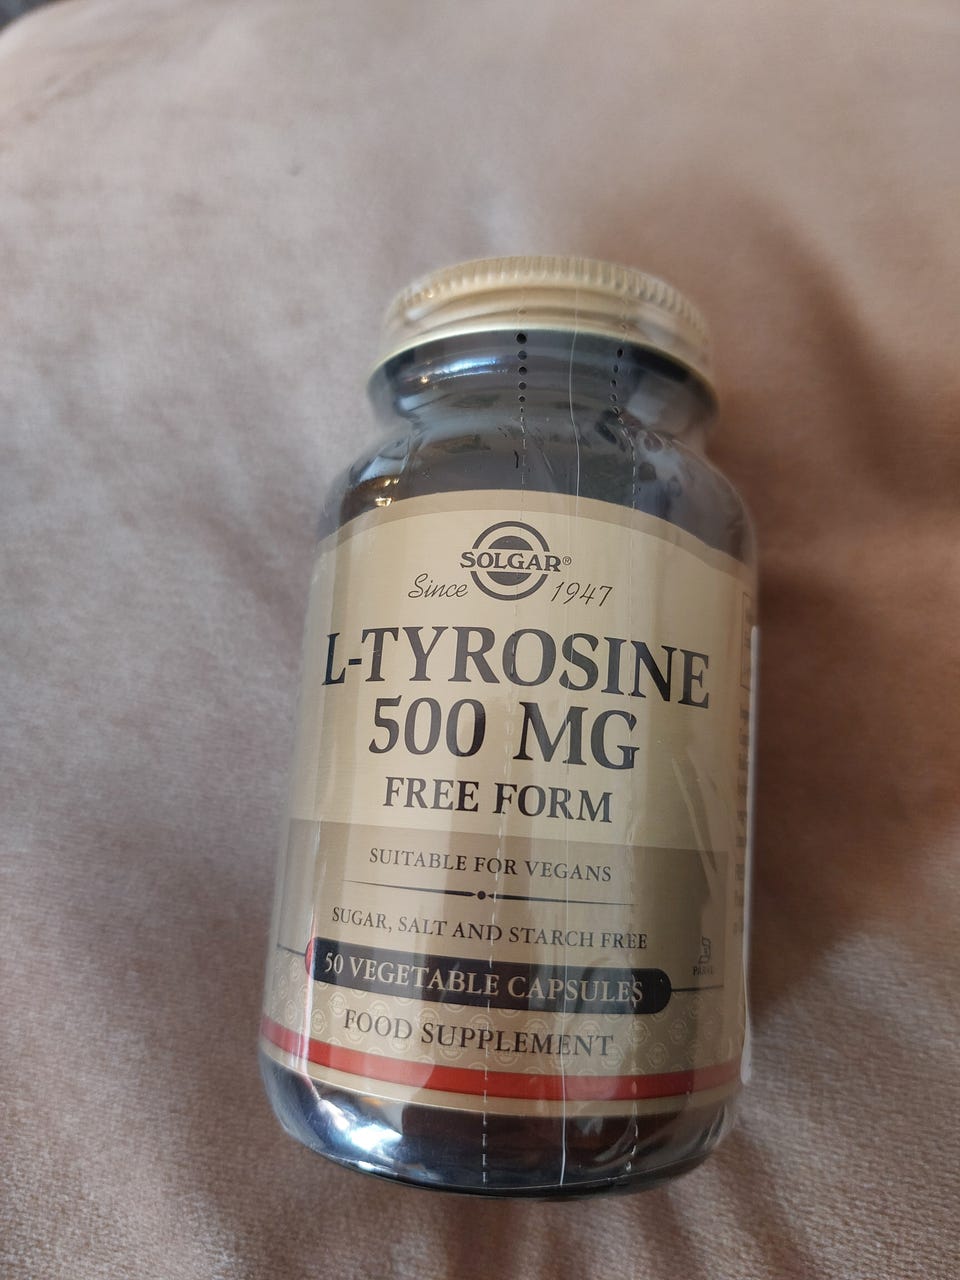 SOLGAR®
Since 1947
L-TYROSINE
500 MG
FREE FORM
SUITABLE FOR VEGANS
SUGAR, SALT AND STARCH FREE
50 VEGETABLE CAPSULES
FOOD SUPPLEMENT